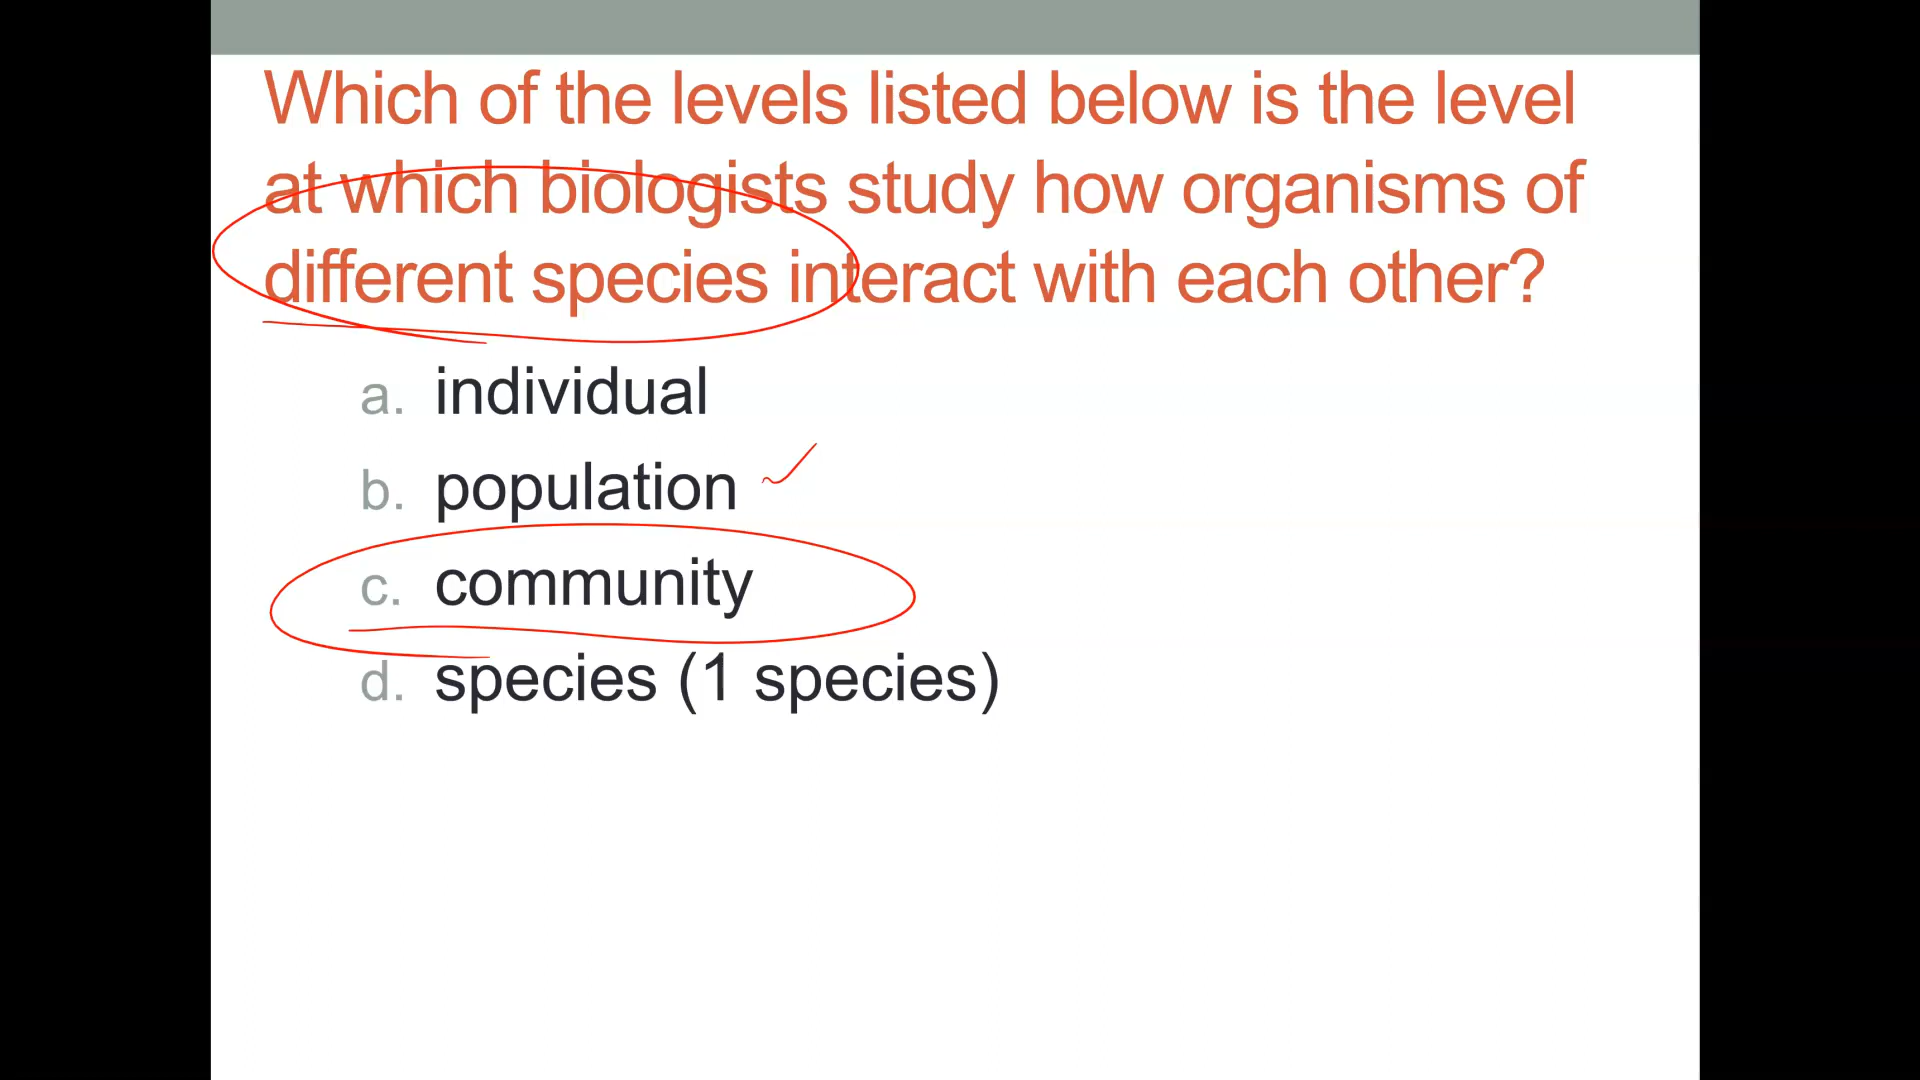 Which of the levels listed below is the level
at which biologists study how organisms of
different species interact with each other?
a. individual
b. population
c. community
d. species (1 species)